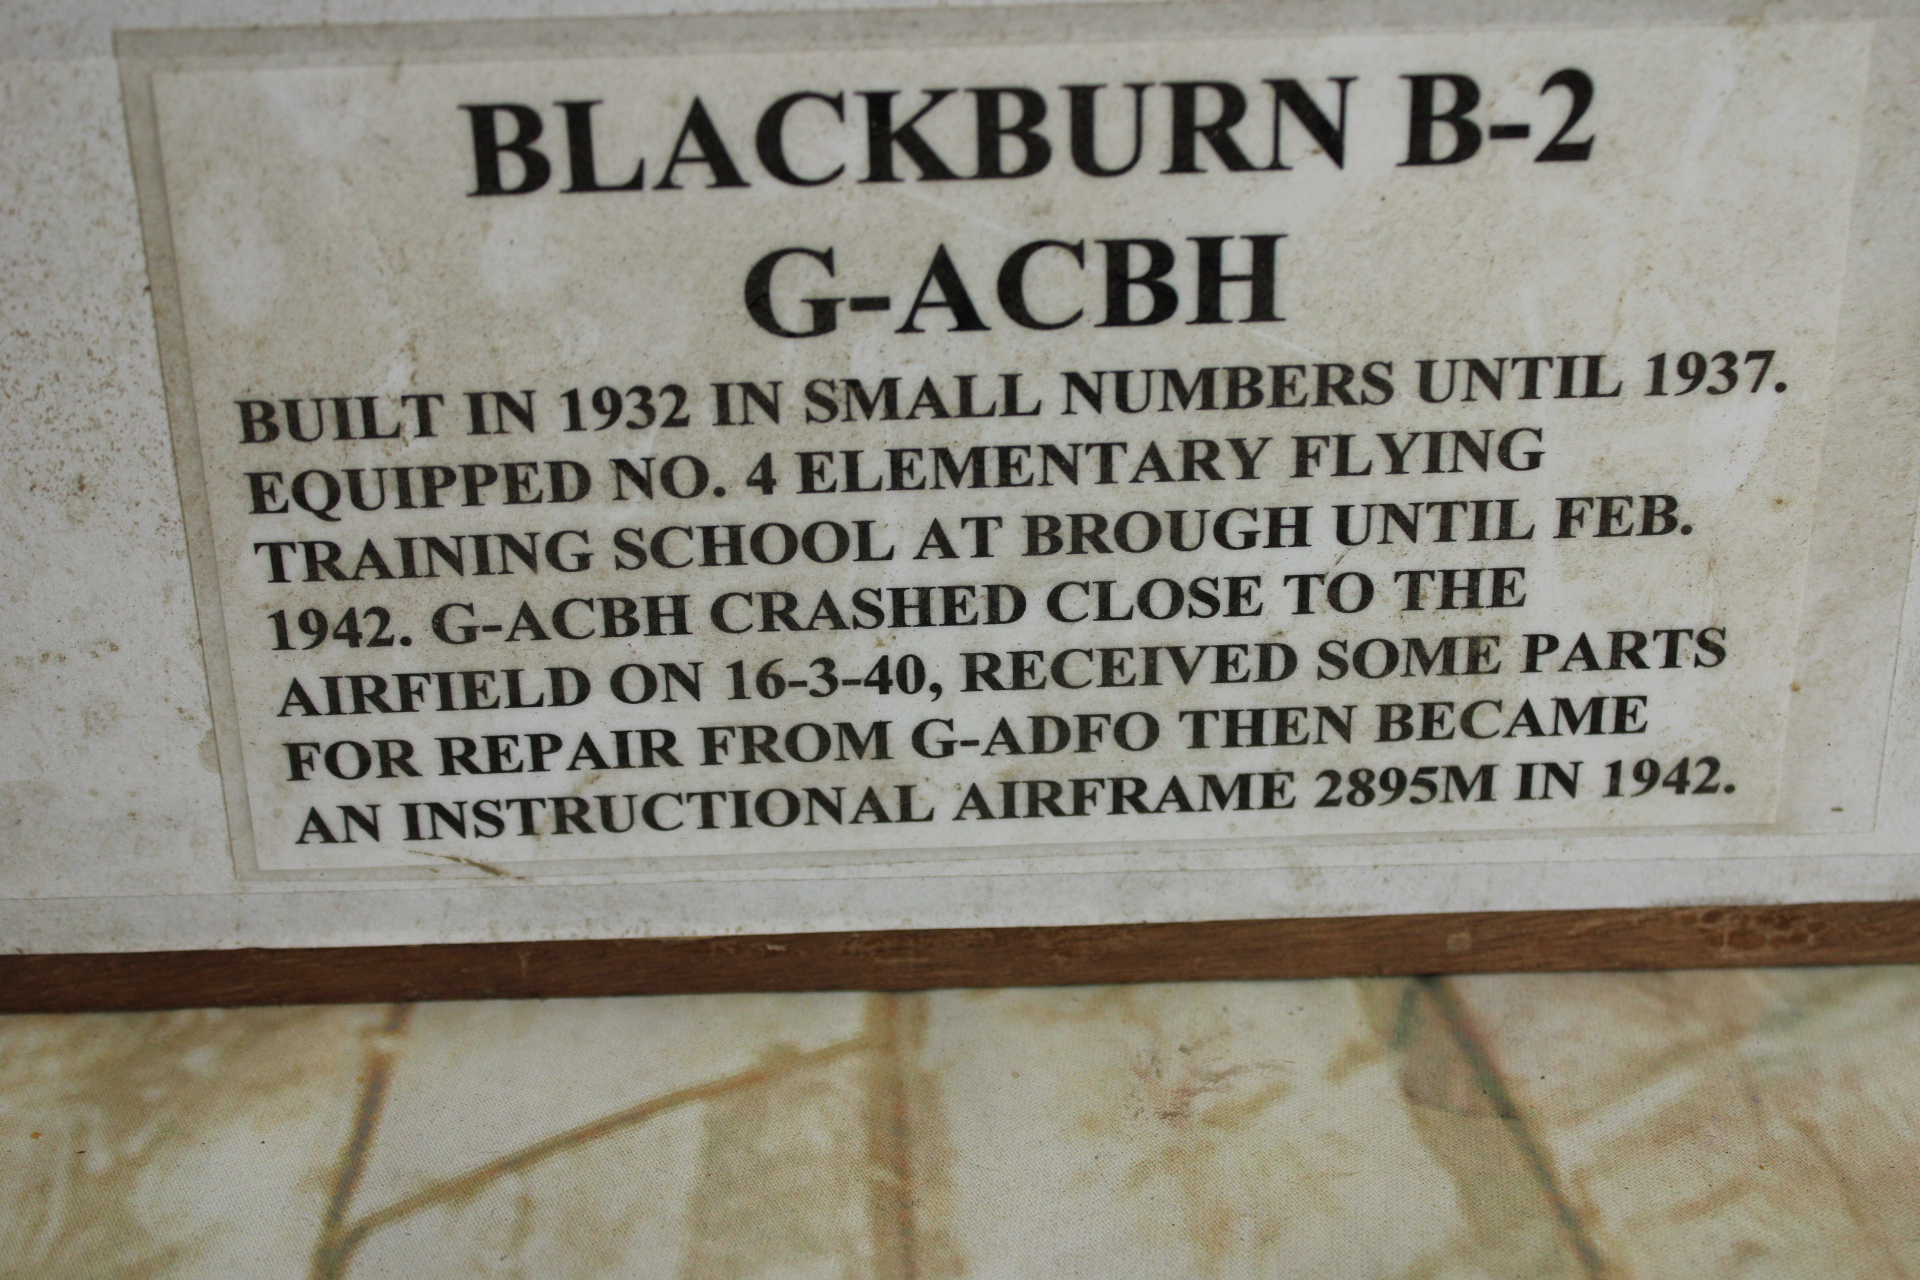 BLACKBURN B-2
G-ACBH
BUILT IN 1932 IN SMALL NUMBERS UNTIL 1937.
EQUIPPED NO. 4 ELEMENTARY FLYING
TRAINING SCHOOL AT BROUGH UNTIL FEB.
1942. G-ACBH CRASHED CLOSE TO THE
AIRFIELD ON 16-3-40, RECEIVED SOME PARTS
FOR REPAIR FROM G-ADFO THEN BECAME
AN INSTRUCTIONAL AIRFRAME 2895M IN 1942.